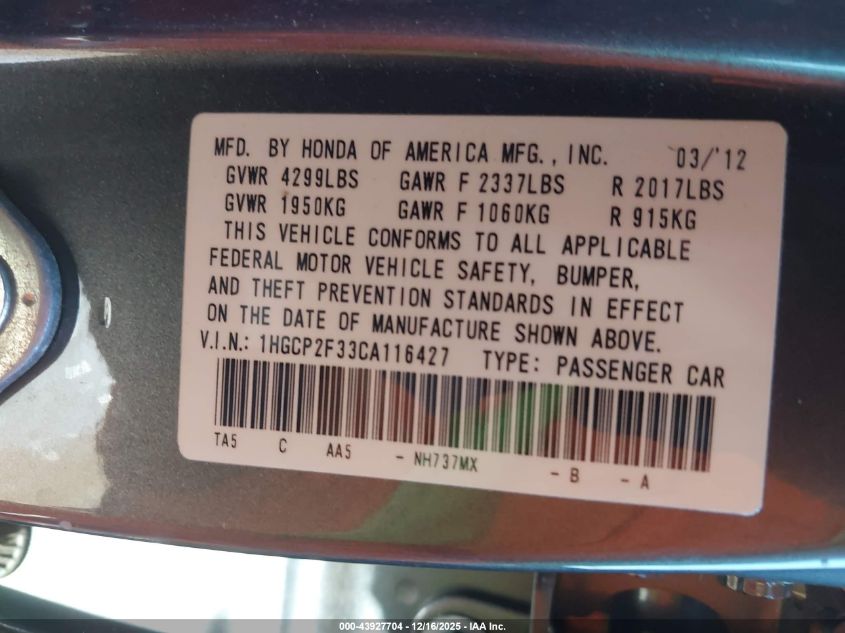 MFD. BY HONDA OF AMERICA MFG., INC. 03/'12
GVWR 4299LBS GAWR F 2337LBS R 2017LBS
GVWR 1950KG GAWR F 1060KG R 915KG
THIS VEHICLE CONFORMS TO ALL APPLICABLE
FEDERAL MOTOR VEHICLE SAFETY, BUMPER,
AND THEFT PREVENTION STANDARDS IN EFFECT
ON THE DATE OF MANUFACTURE SHOWN ABOVE.
V.I.N.: 1HGCP2F33CA116427 TYPE: PASSENGER CAR
TA5 C AA5 - NH737MX - B - A
000-43927704 - 12/16/2025 - © IAA Inc.